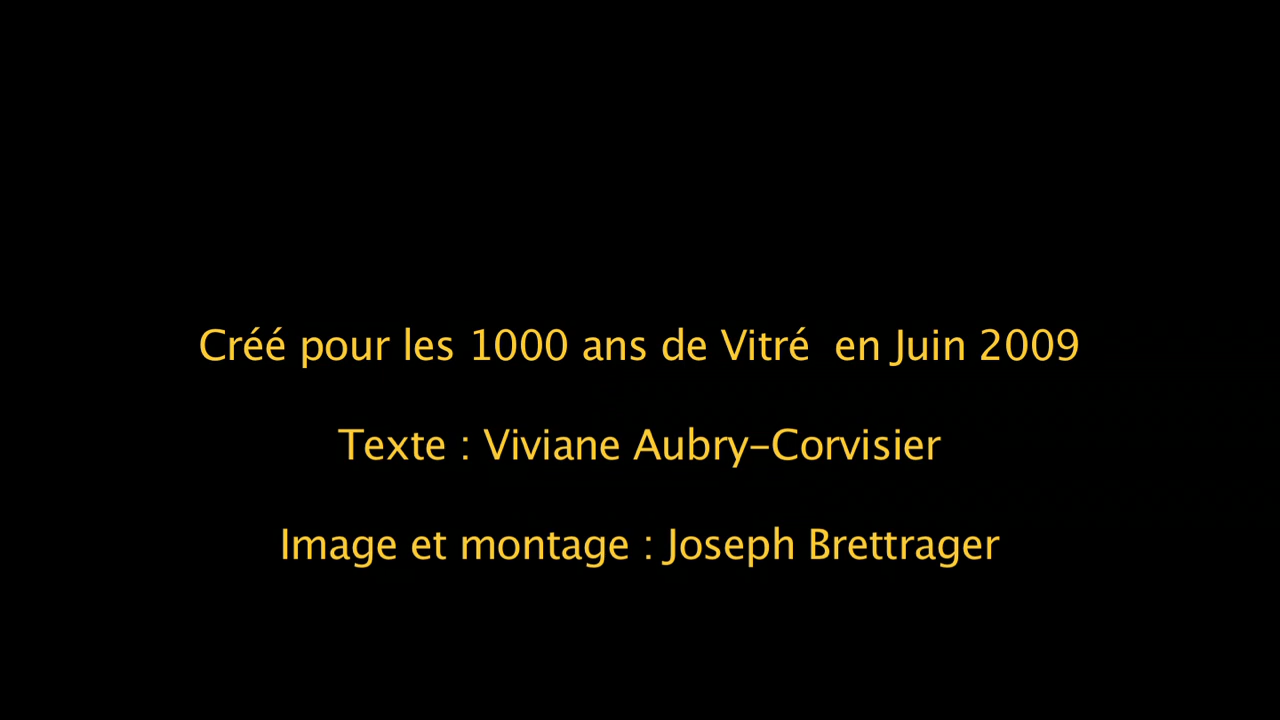 Créé pour les 1000 ans de Vitré  en Juin 2009
Texte : Viviane Aubry-Corvisier
Image et montage : Joseph Brettrager